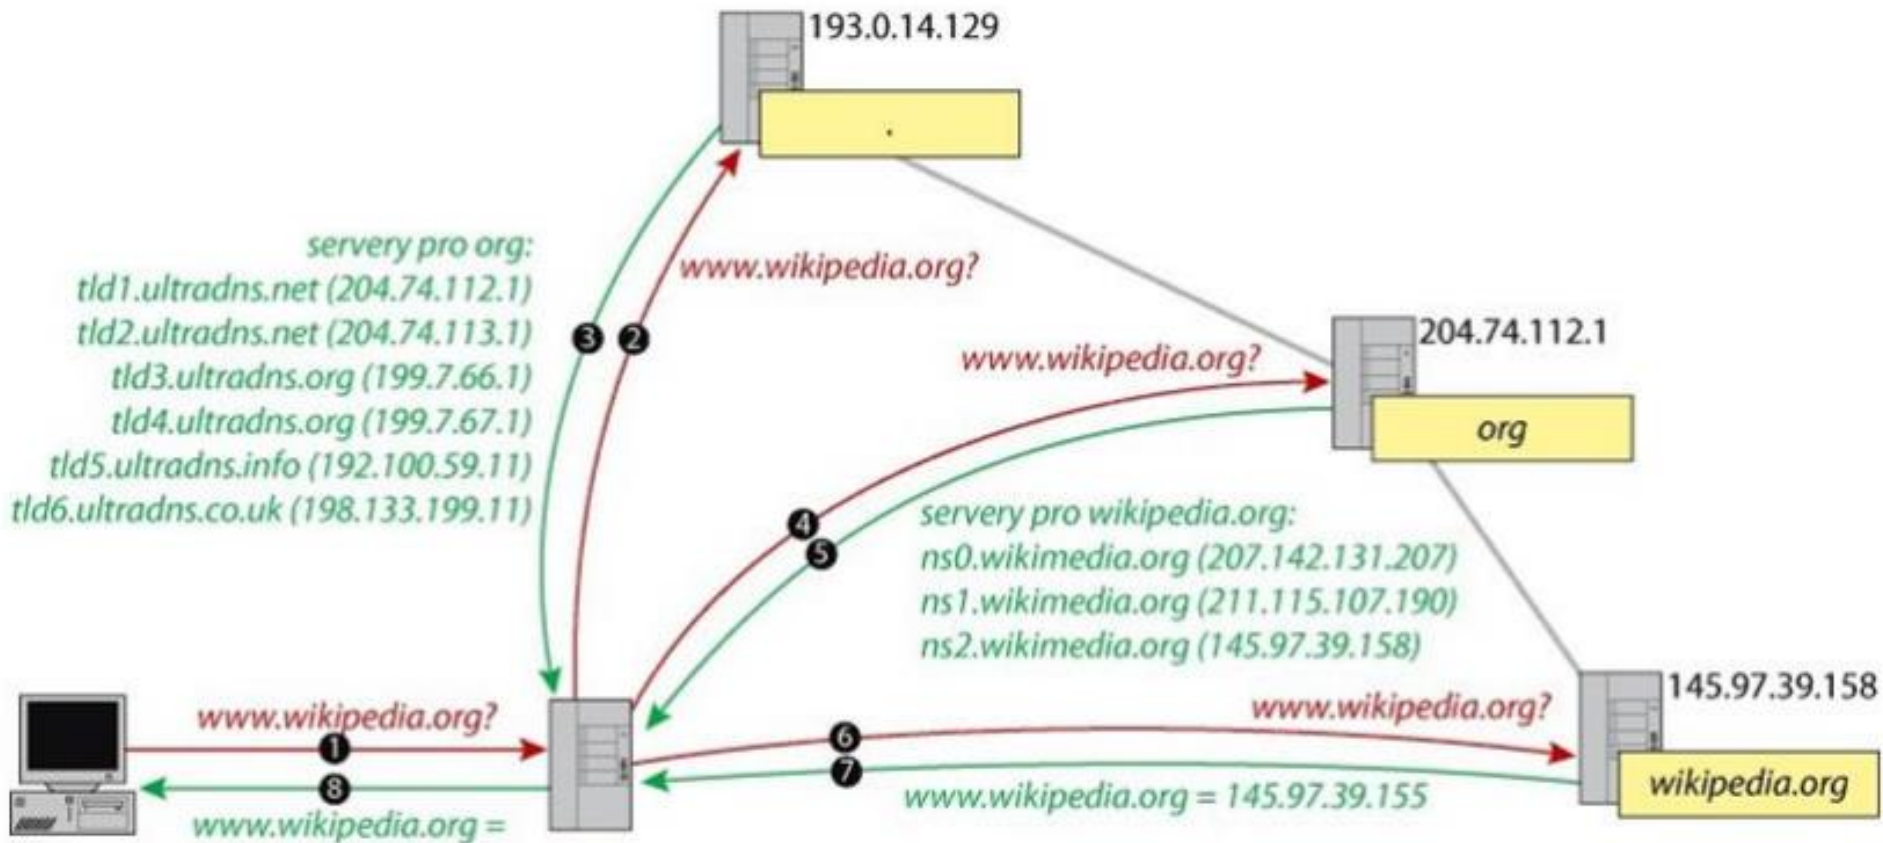 193.0.14.129
.
servery pro org:
tld1.ultradns.net (204.74.112.1)
tld2.ultradns.net (204.74.113.1)
tld3.ultradns.org (199.7.66.1)
tld4.ultradns.org (199.7.67.1)
tld5.ultradns.info (192.100.59.11)
tld6.ultradns.co.uk (198.133.199.11)
www.wikipedia.org?
3
2
204.74.112.1
www.wikipedia.org?
org
4
5
servery pro wikipedia.org:
ns0.wikimedia.org (207.142.131.207)
ns1.wikimedia.org (211.115.107.190)
ns2.wikimedia.org (145.97.39.158)
145.97.39.158
www.wikipedia.org?
1
8
www.wikipedia.org =
www.wikipedia.org?
6
7
www.wikipedia.org = 145.97.39.155
wikipedia.org